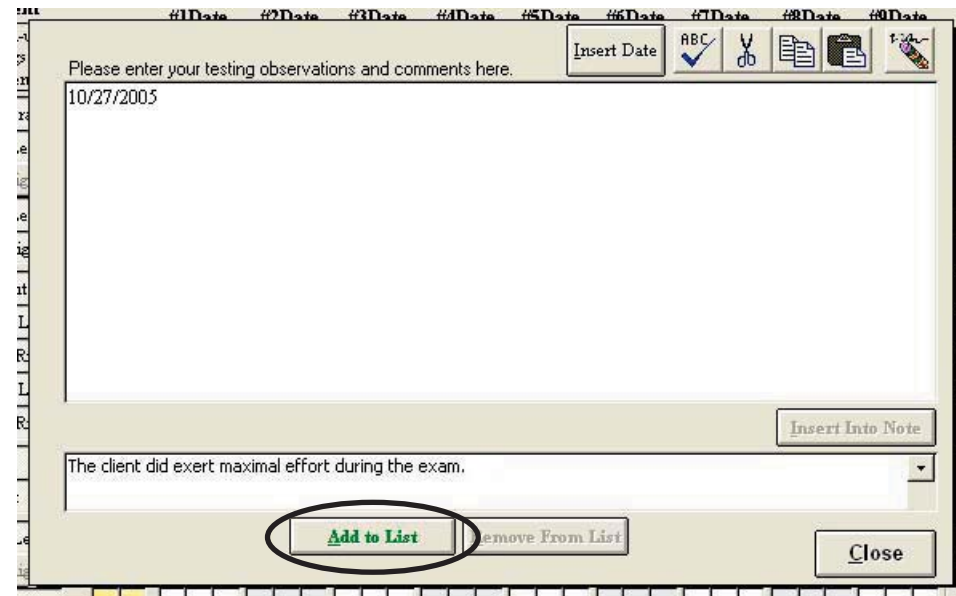 #1Date #2Date #3Date #4Date #5Date #6Date #7Date #8Date #9Date
Please enter your testing observations and comments here.
Insert Date
ABC
10/27/2005
Insert Into Note
The client did exert maximal effort during the exam.
Add to List
Remove From List
Close